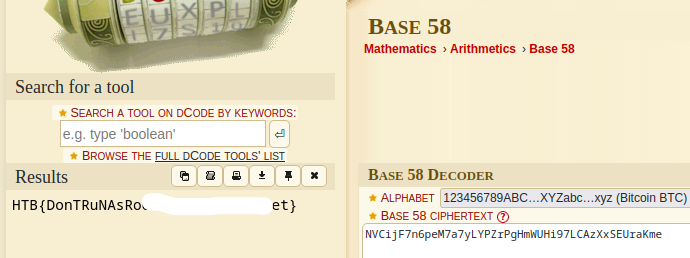 EUXPL
Search for a tool
★ SEARCH A TOOL ON DCODE BY KEYWORDS:
e.g. type 'boolean'
★ BROWSE THE FULL DCODE TOOLS' LIST
Results
HTB{DonTRuNAsRo et}
BASE 58
Mathematics › Arithmetics › Base 58
BASE 58 DECODER
★ ALPHABET 123456789ABC...XYZabc...xyz (Bitcoin BTC)
★ BASE 58 CIPHERTEXT ?
NVCijF7n6peM7a7yLYPZrPgHmWUHi97LCAzXxSEUraKme